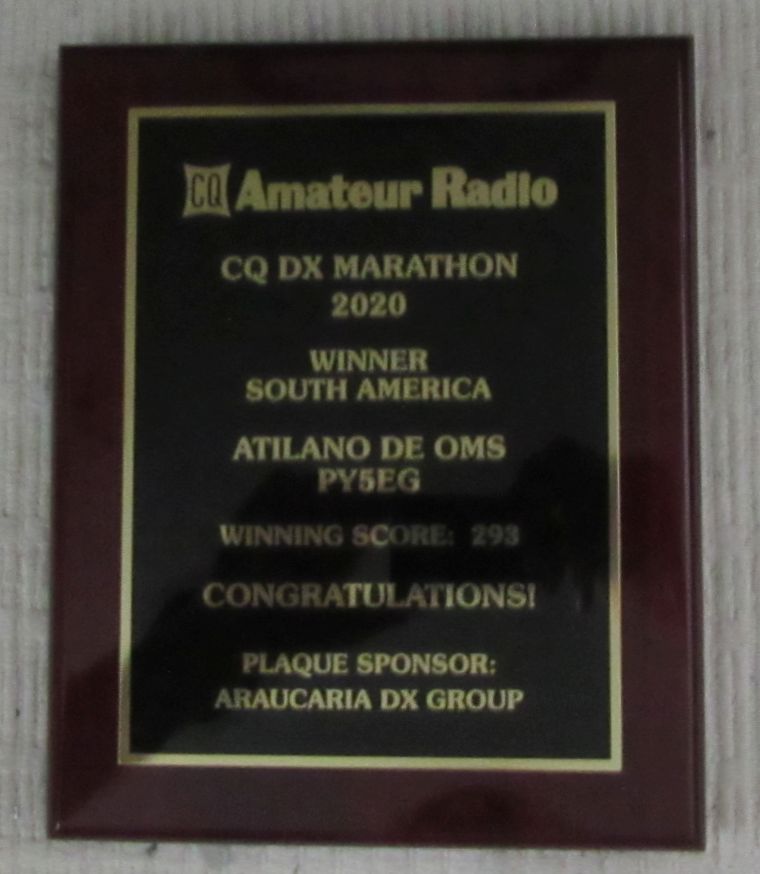 CQ Amateur Radio
CQ DX MARATHON
2020
WINNER
SOUTH AMERICA
ATILANO DE OMS
PY5EG
WINNING SCORE: 293
CONGRATULATIONS!
PLAQUE SPONSOR:
ARAUCARIA DX GROUP